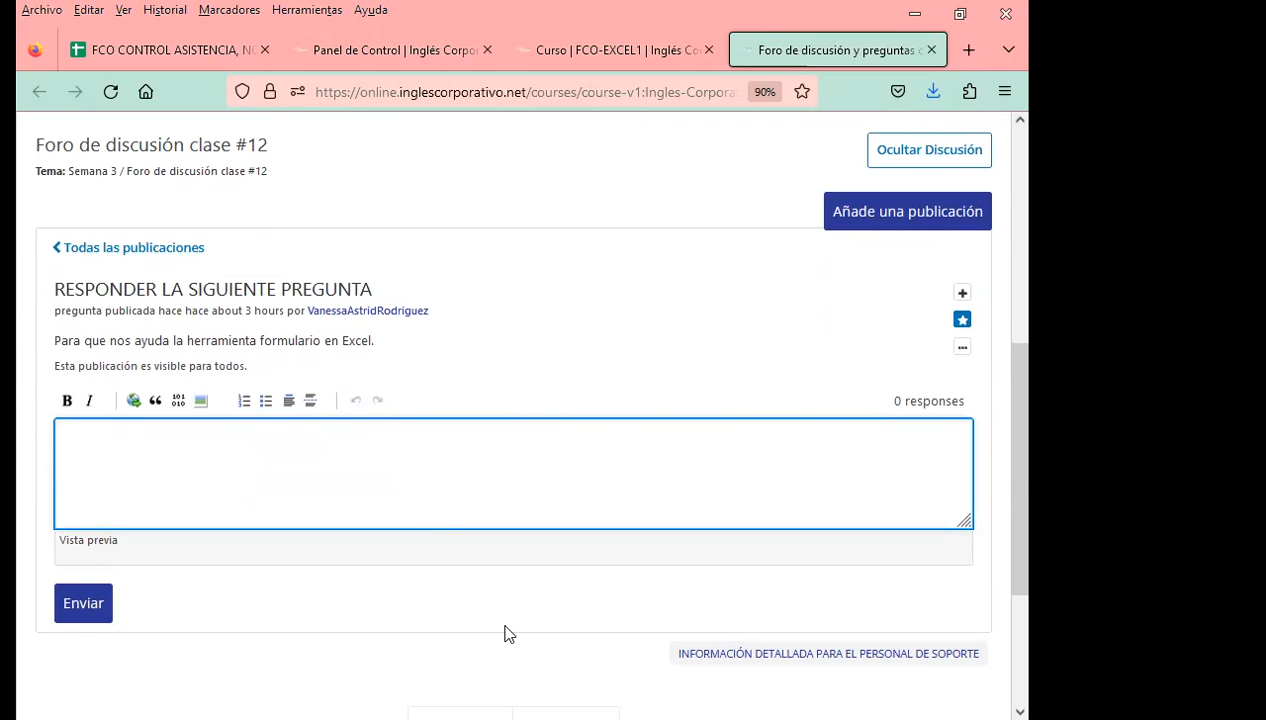 Archivo Editar Ver Historial Marcadores Herramientas Ayuda
FCO CONTROL ASISTENCIA, NO
Panel de Control | Inglés Corpor
Curso | FCO-EXCEL1 | Inglés Co
Foro de discusión y preguntas
https://online.inglescorporativo.net/courses/course-v1:Ingles-Corpora
90%
Foro de discusión clase #12
Ocultar Discusión
Tema: Semana 3 / Foro de discusión clase #12
Añade una publicación
Todas las publicaciones
RESPONDER LA SIGUIENTE PREGUNTA
pregunta publicada hace hace about 3 hours por VanessaAstridRodriguez
Para que nos ayuda la herramienta formulario en Excel.
Esta publicación es visible para todos.
B I
0 responses
Vista previa
Enviar
INFORMACIÓN DETALLADA PARA EL PERSONAL DE SOPORTE